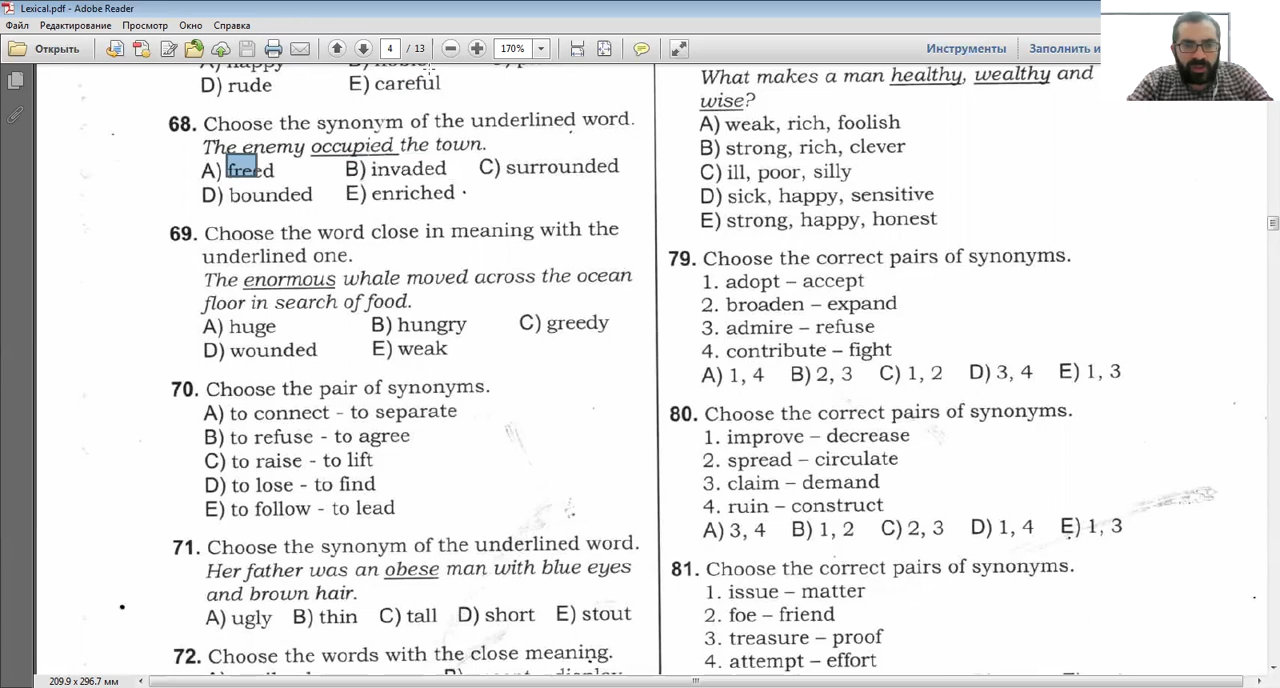 Lexical.pdf - Adobe Reader
Файл Редактирование Просмотр Окно Справка
Открыть
4 / 13
170%
Инструменты
Заполнить и
D) rude E) careful
68. Choose the synonym of the underlined word.
The enemy occupied the town.
A) freed B) invaded C) surrounded
D) bounded E) enriched
69. Choose the word close in meaning with the
underlined one.
The enormous whale moved across the ocean
floor in search of food.
A) huge B) hungry C) greedy
D) wounded E) weak
70. Choose the pair of synonyms.
A) to connect - to separate
B) to refuse - to agree
C) to raise - to lift
D) to lose - to find
E) to follow - to lead
71. Choose the synonym of the underlined word.
Her father was an obese man with blue eyes
and brown hair.
A) ugly B) thin C) tall D) short E) stout
72. Choose the words with the close meaning.
What makes a man healthy, wealthy and
wise?
A) weak, rich, foolish
B) strong, rich, clever
C) ill, poor, silly
D) sick, happy, sensitive
E) strong, happy, honest
79. Choose the correct pairs of synonyms.
1. adopt – accept
2. broaden – expand
3. admire – refuse
4. contribute – fight
A) 1, 4 B) 2, 3 C) 1, 2 D) 3, 4 E) 1, 3
80. Choose the correct pairs of synonyms.
1. improve – decrease
2. spread – circulate
3. claim – demand
4. ruin – construct
A) 3, 4 B) 1, 2 C) 2, 3 D) 1, 4 E) 1, 3
81. Choose the correct pairs of synonyms.
1. issue – matter
2. foe – friend
3. treasure – proof
4. attempt – effort
209.9 x 296.7 мм